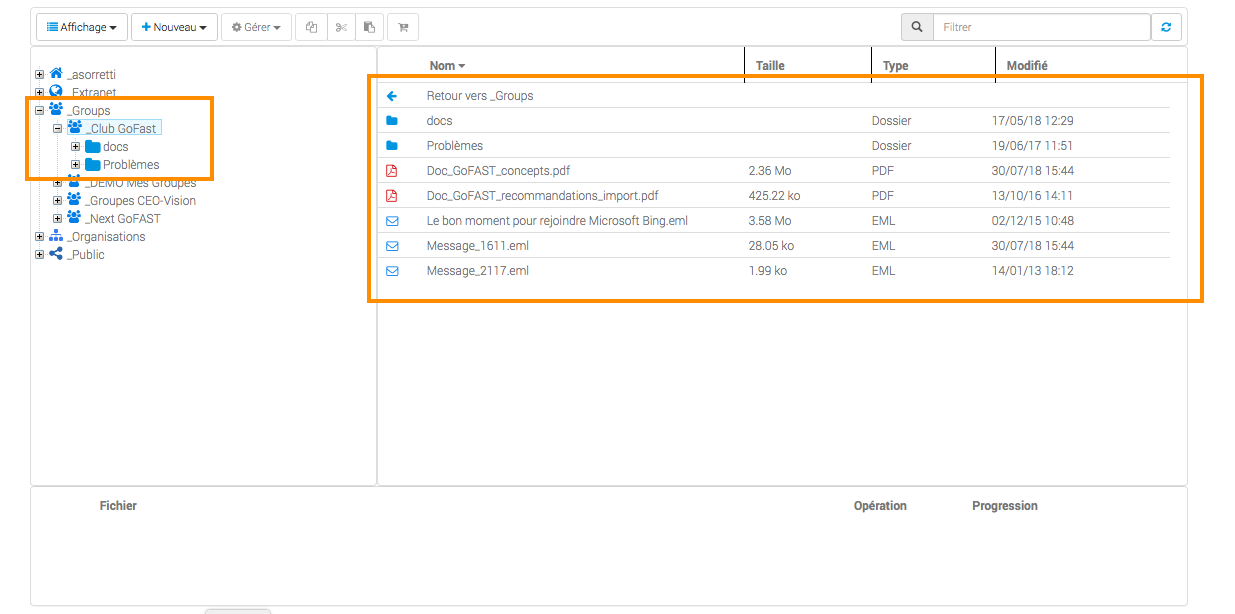 Affichage
Nouveau
Gérer
Filtrer
_asorretti
_Extranet
_Groups
_Club GoFast
docs
Problèmes
_DEMO Mes Groupes
_Groupes CEO-Vision
_Next GoFAST
_Organisations
_Public
Nom Taille Type Modifié
Retour vers _Groups
docs Dossier 17/05/18 12:29
Problèmes Dossier 19/06/17 11:51
Doc_GoFAST_concepts.pdf 2.36 Mo PDF 30/07/18 15:44
Doc_GoFAST_recommandations_import.pdf 425.22 ko PDF 13/10/16 14:11
Le bon moment pour rejoindre Microsoft Bing.eml 3.58 Mo EML 02/12/15 10:48
Message_1611.eml 28.05 ko EML 30/07/18 15:44
Message_2117.eml 1.99 ko EML 14/01/13 18:12
Fichier Opération Progression